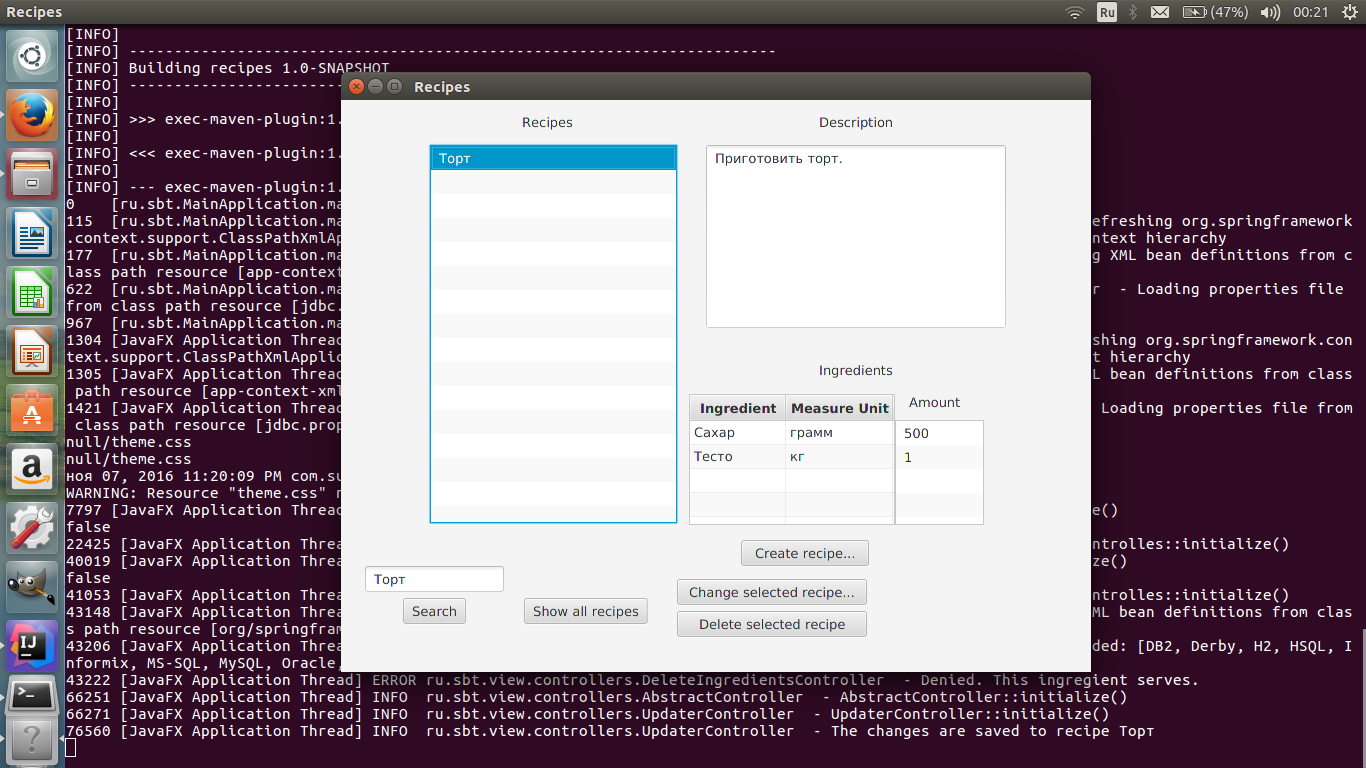 Recipes
Ru
(47%)
00:21
[INFO]
[INFO] ------------------------------------------------------------------------
[INFO] Building recipes 1.0-SNAPSHOT
[INFO] ------------------------
[INFO]
[INFO] >>> exec-maven-plugin:1.
[INFO]
[INFO] <<< exec-maven-plugin:1.
[INFO]
[INFO] --- exec-maven-plugin:1.
0 [ru.sbt.MainApplication.ma
115 [ru.sbt.MainApplication.ma efreshing org.springframework
.context.support.ClassPathXmlAp ntext hierarchy
177 [ru.sbt.MainApplication.ma g XML bean definitions from c
lass path resource [app-context
622 [ru.sbt.MainApplication.ma r - Loading properties file
from class path resource [jdbc.
967 [ru.sbt.MainApplication.ma
1304 [JavaFX Application Thread shing org.springframework.con
text.support.ClassPathXmlApplic t hierarchy
1305 [JavaFX Application Thread L bean definitions from class
path resource [app-context-xml
1421 [JavaFX Application Thread Loading properties file from
class path resource [jdbc.prop
null/theme.css
null/theme.css
ноя 07, 2016 11:20:09 PM com.su
WARNING: Resource "theme.css" n
7797 [JavaFX Application Thread e()
false
22425 [JavaFX Application Threa ntrolles::initialize()
40019 [JavaFX Application Threa ze()
false
41053 [JavaFX Application Threa ntrolles::initialize()
43148 [JavaFX Application Threa ML bean definitions from clas
s path resource [org/springfram
43206 [JavaFX Application Threa ded: [DB2, Derby, H2, HSQL, I
nformix, MS-SQL, MySQL, Oracle,
43222 [JavaFX Application Thread] ERROR ru.sbt.view.controllers.DeleteIngredientsController - Denied. This ingregient serves.
66251 [JavaFX Application Thread] INFO ru.sbt.view.controllers.AbstractController - AbstractController::initialize()
66271 [JavaFX Application Thread] INFO ru.sbt.view.controllers.UpdaterController - UpdaterController::initialize()
76560 [JavaFX Application Thread] INFO ru.sbt.view.controllers.UpdaterController - The changes are saved to recipe Торт
Recipes
Recipes
Description
Торт
Приготовить торт.
Ingredients
Ingredient Measure Unit Amount
Сахар грамм 500
Тесто кг 1
Create recipe...
Торт
Change selected recipe...
Search
Show all recipes
Delete selected recipe